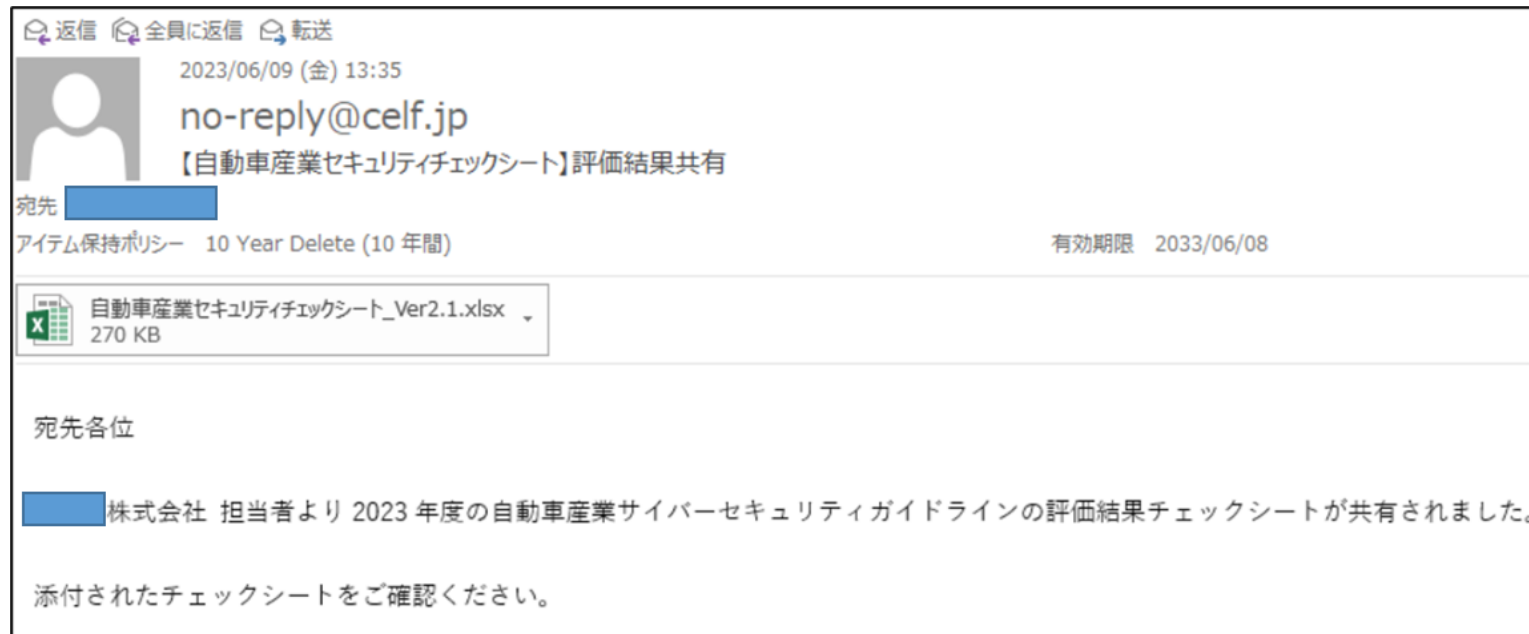 返信 全員に返信 転送
2023/06/09 (金) 13:35
no-reply@celf.jp
【自動車産業セキュリティチェックシート】評価結果共有
宛先
アイテム保持ポリシー 10 Year Delete (10 年間) 有効期限 2033/06/08
自動車産業セキュリティチェックシート_Ver2.1.xlsx
270 KB
宛先各位
株式会社 担当者より 2023 年度の自動車産業サイバーセキュリティガイドラインの評価結果チェックシートが共有されました。
添付されたチェックシートをご確認ください。